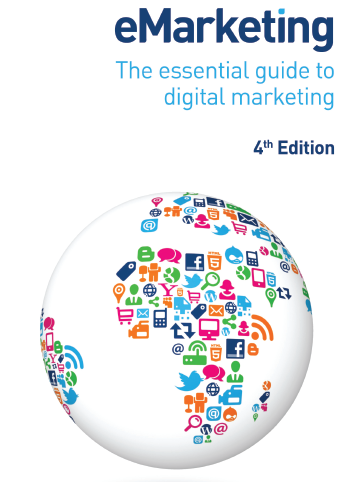 eMarketing
The essential guide to
digital marketing
4th Edition